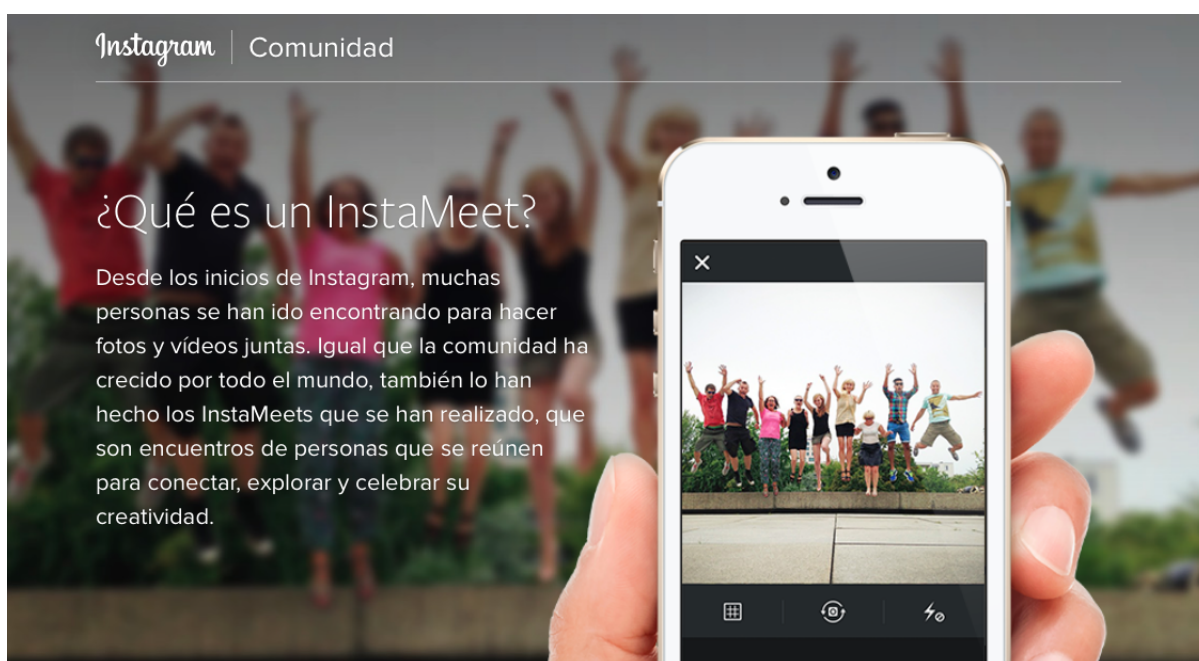 Instagram | Comunidad
¿Qué es un InstaMeet?
Desde los inicios de Instagram, muchas
personas se han ido encontrando para hacer
fotos y vídeos juntas. Igual que la comunidad ha
crecido por todo el mundo, también lo han
hecho los InstaMeets que se han realizado, que
son encuentros de personas que se reúnen
para conectar, explorar y celebrar su
creatividad.